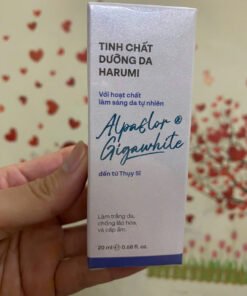 TINH CHẤT
DƯỠNG DA
HARUMI
Với hoạt chất
làm sáng da tự nhiên
Alpaflor ®
Gigawhite
đến từ Thụy Sĩ
Làm trắng da,
chống lão hóa,
và cấp ẩm
20 ml ℮ 0.68 fl. oz.